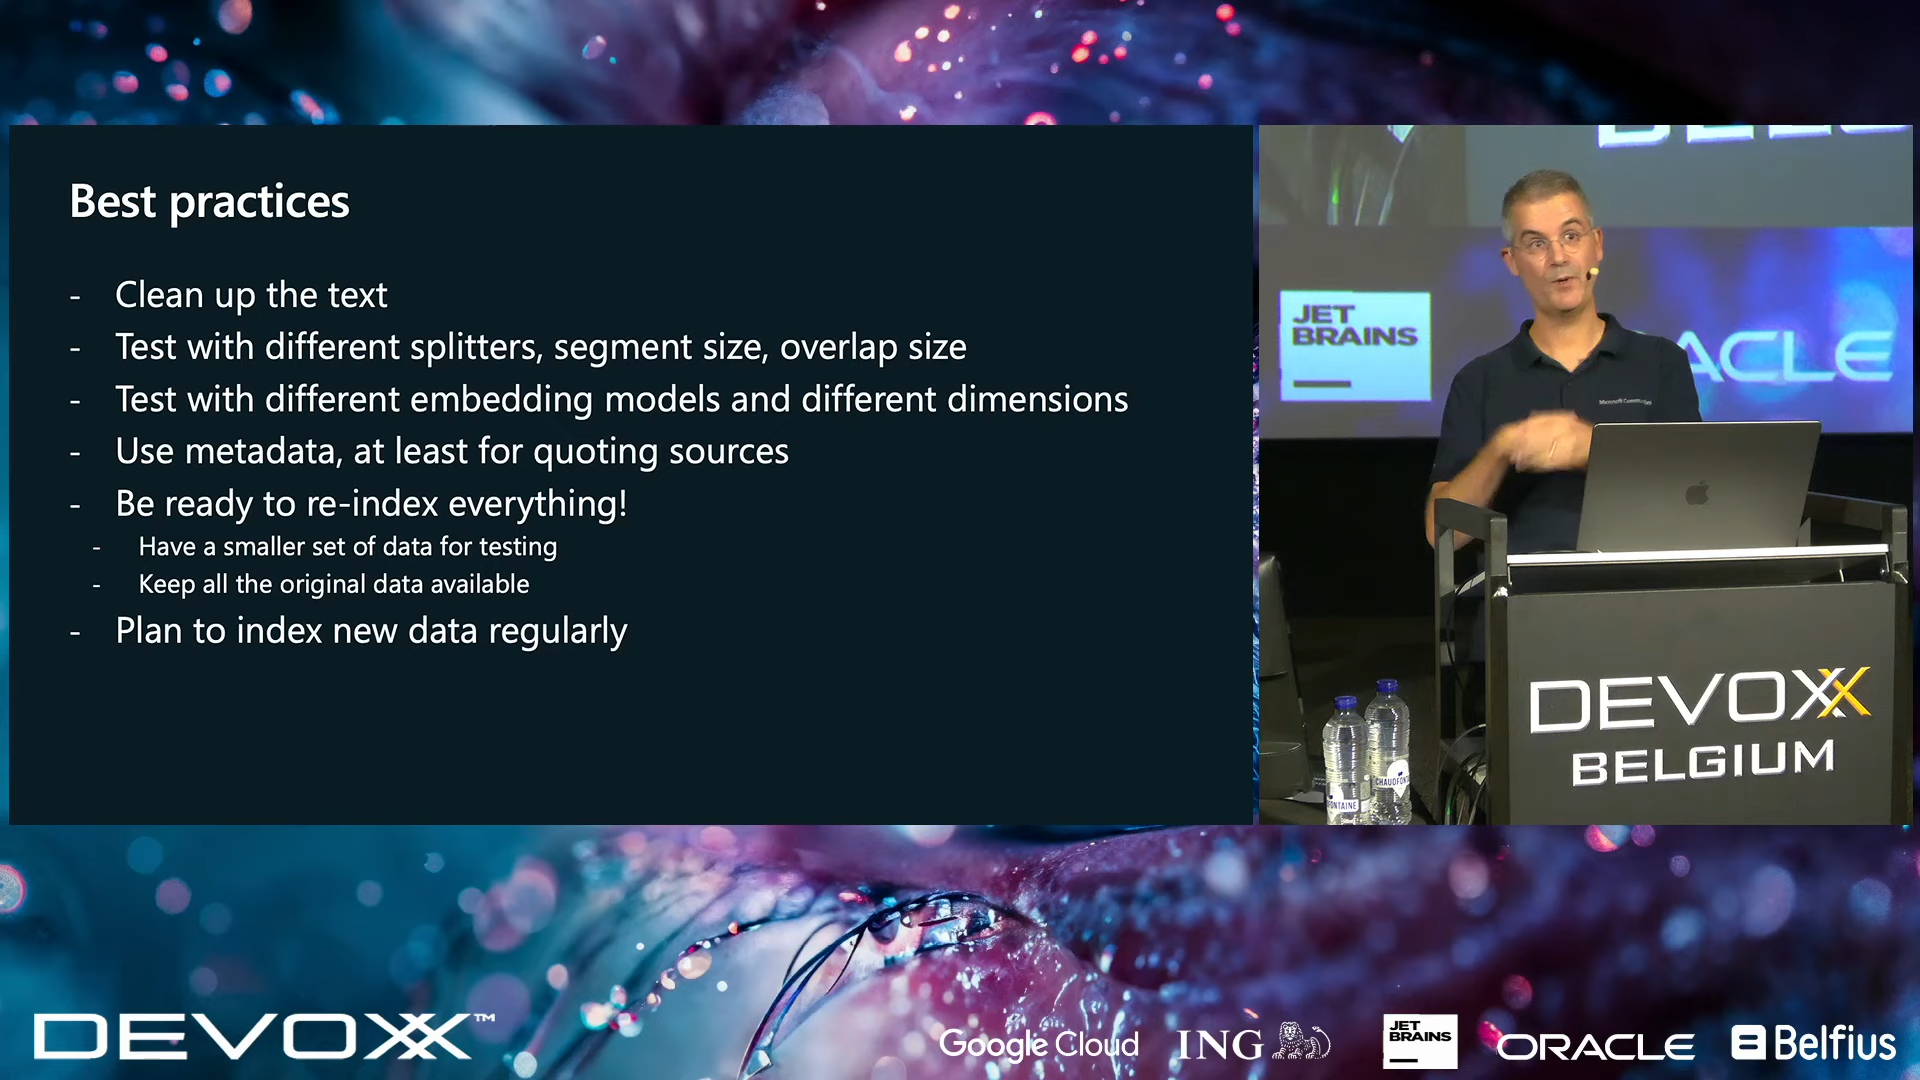 Best practices
- Clean up the text
- Test with different splitters, segment size, overlap size
- Test with different embedding models and different dimensions
- Use metadata, at least for quoting sources
- Be ready to re-index everything!
- Have a smaller set of data for testing
- Keep all the original data available
- Plan to index new data regularly
JET
BRAINS
ACLE
DEVOXX
BELGIUM
DEVOXX™
Google Cloud
ING
JET
BRAINS
ORACLE
Belfius